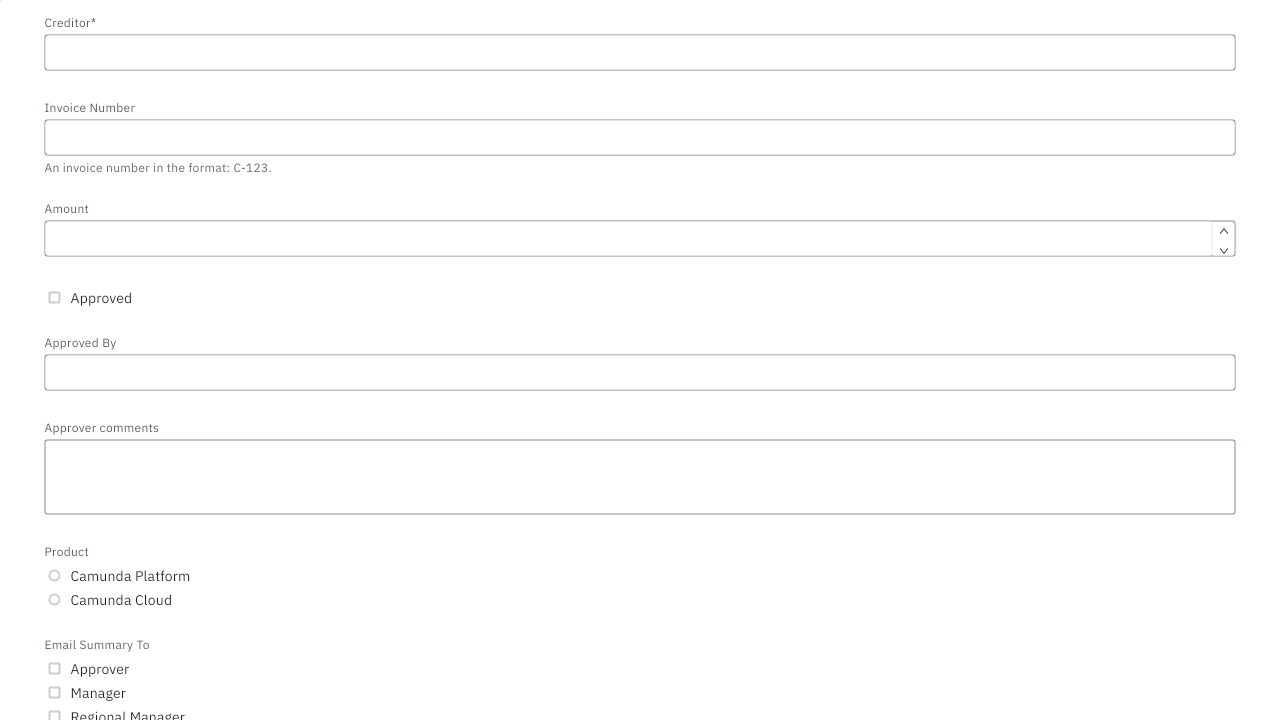 Creditor*
Invoice Number
An invoice number in the format: C-123.
Amount
Approved
Approved By
Approver comments
Product
Camunda Platform
Camunda Cloud
Email Summary To
Approver
Manager
Regional Manager